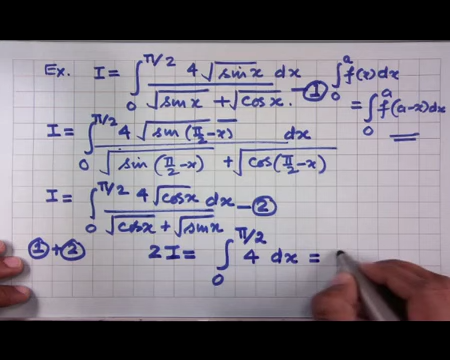 Ex. I = ∫₀^(π/2) 4√(sin x) dx / (√(sin x) + √(cos x)) — ①
∫₀^a f(x)dx
= ∫₀^a f(a-x)dx
I = ∫₀^(π/2) 4√(sin(π/2 - x)) dx / (√(sin(π/2 - x)) + √(cos(π/2 - x)))
I = ∫₀^(π/2) 4√(cos x) dx / (√(cos x) + √(sin x)) — ②
①+② 2I = ∫₀^(π/2) 4 dx =